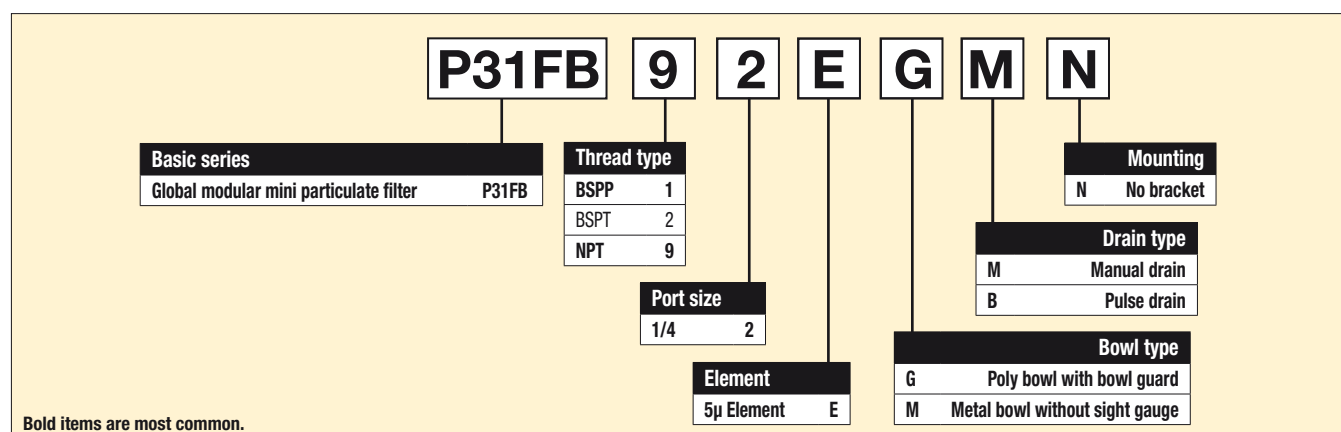 P31FB 9 2 E G M N
Basic series
Global modular mini particulate filter P31FB
Thread type
BSPP 1
BSPT 2
NPT 9
Port size
1/4 2
Element
5µ Element E
Mounting
N No bracket
Drain type
M Manual drain
B Pulse drain
Bowl type
G Poly bowl with bowl guard
M Metal bowl without sight gauge
Bold items are most common.